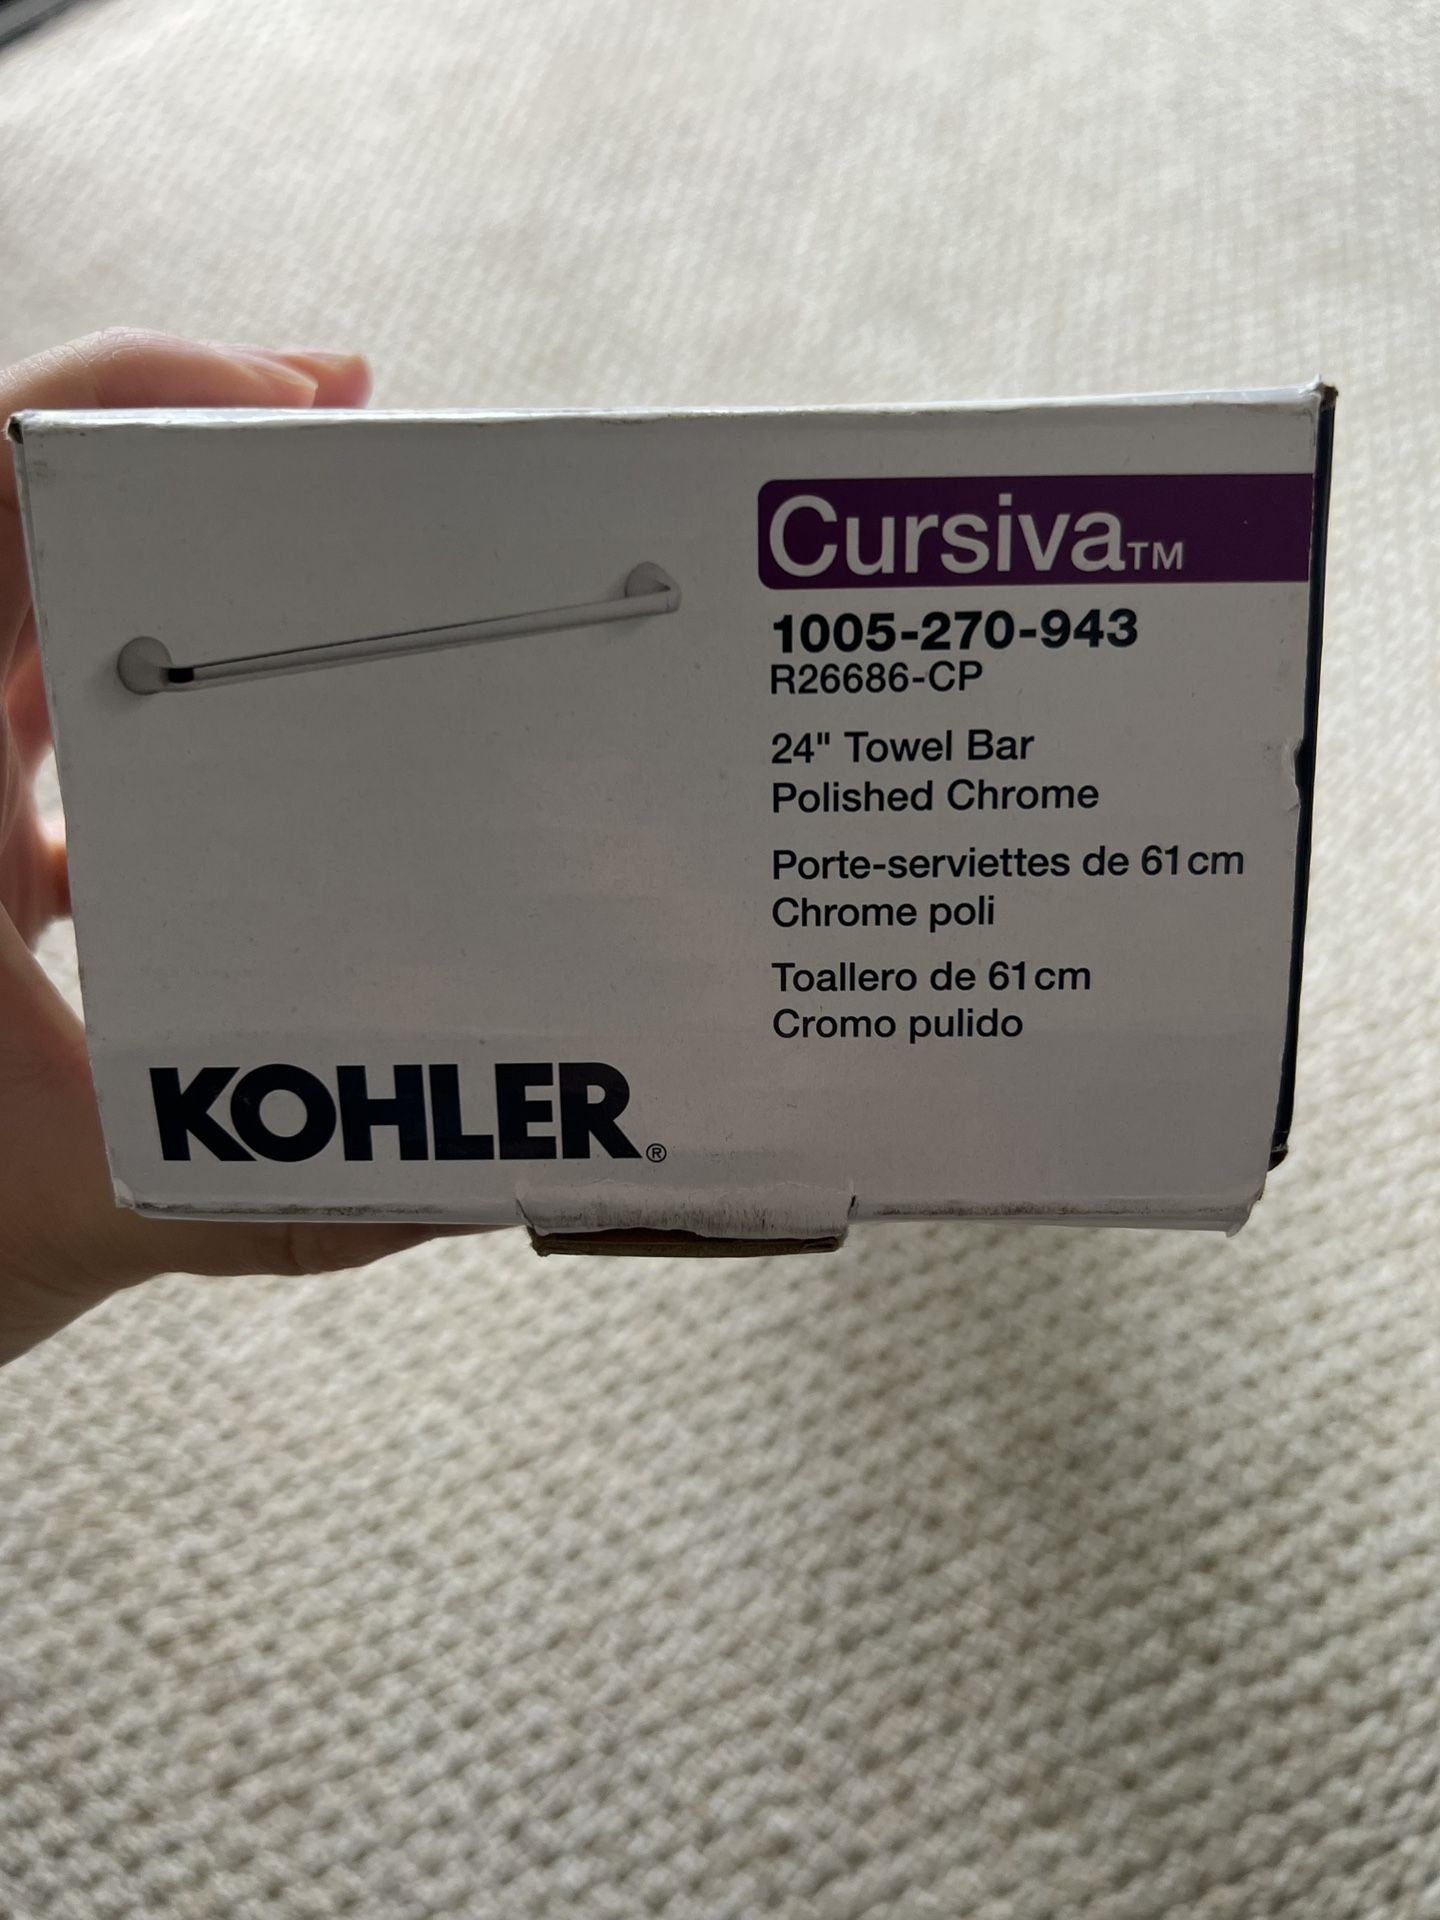 Cursiva™
1005-270-943
R26686-CP
24" Towel Bar
Polished Chrome
Porte-serviettes de 61 cm
Chrome poli
Toallero de 61 cm
Cromo pulido
KOHLER®